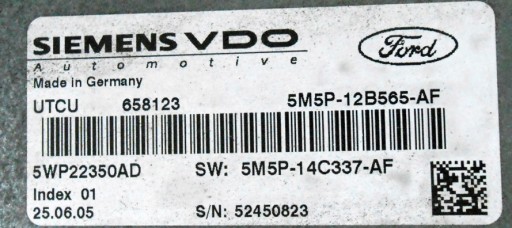 SIEMENS VDO
Automotive
Ford
Made in Germany
UTCU 658123 5M5P-12B565-AF
5WP22350AD SW: 5M5P-14C337-AF
Index 01
25.06.05 S/N: 52450823